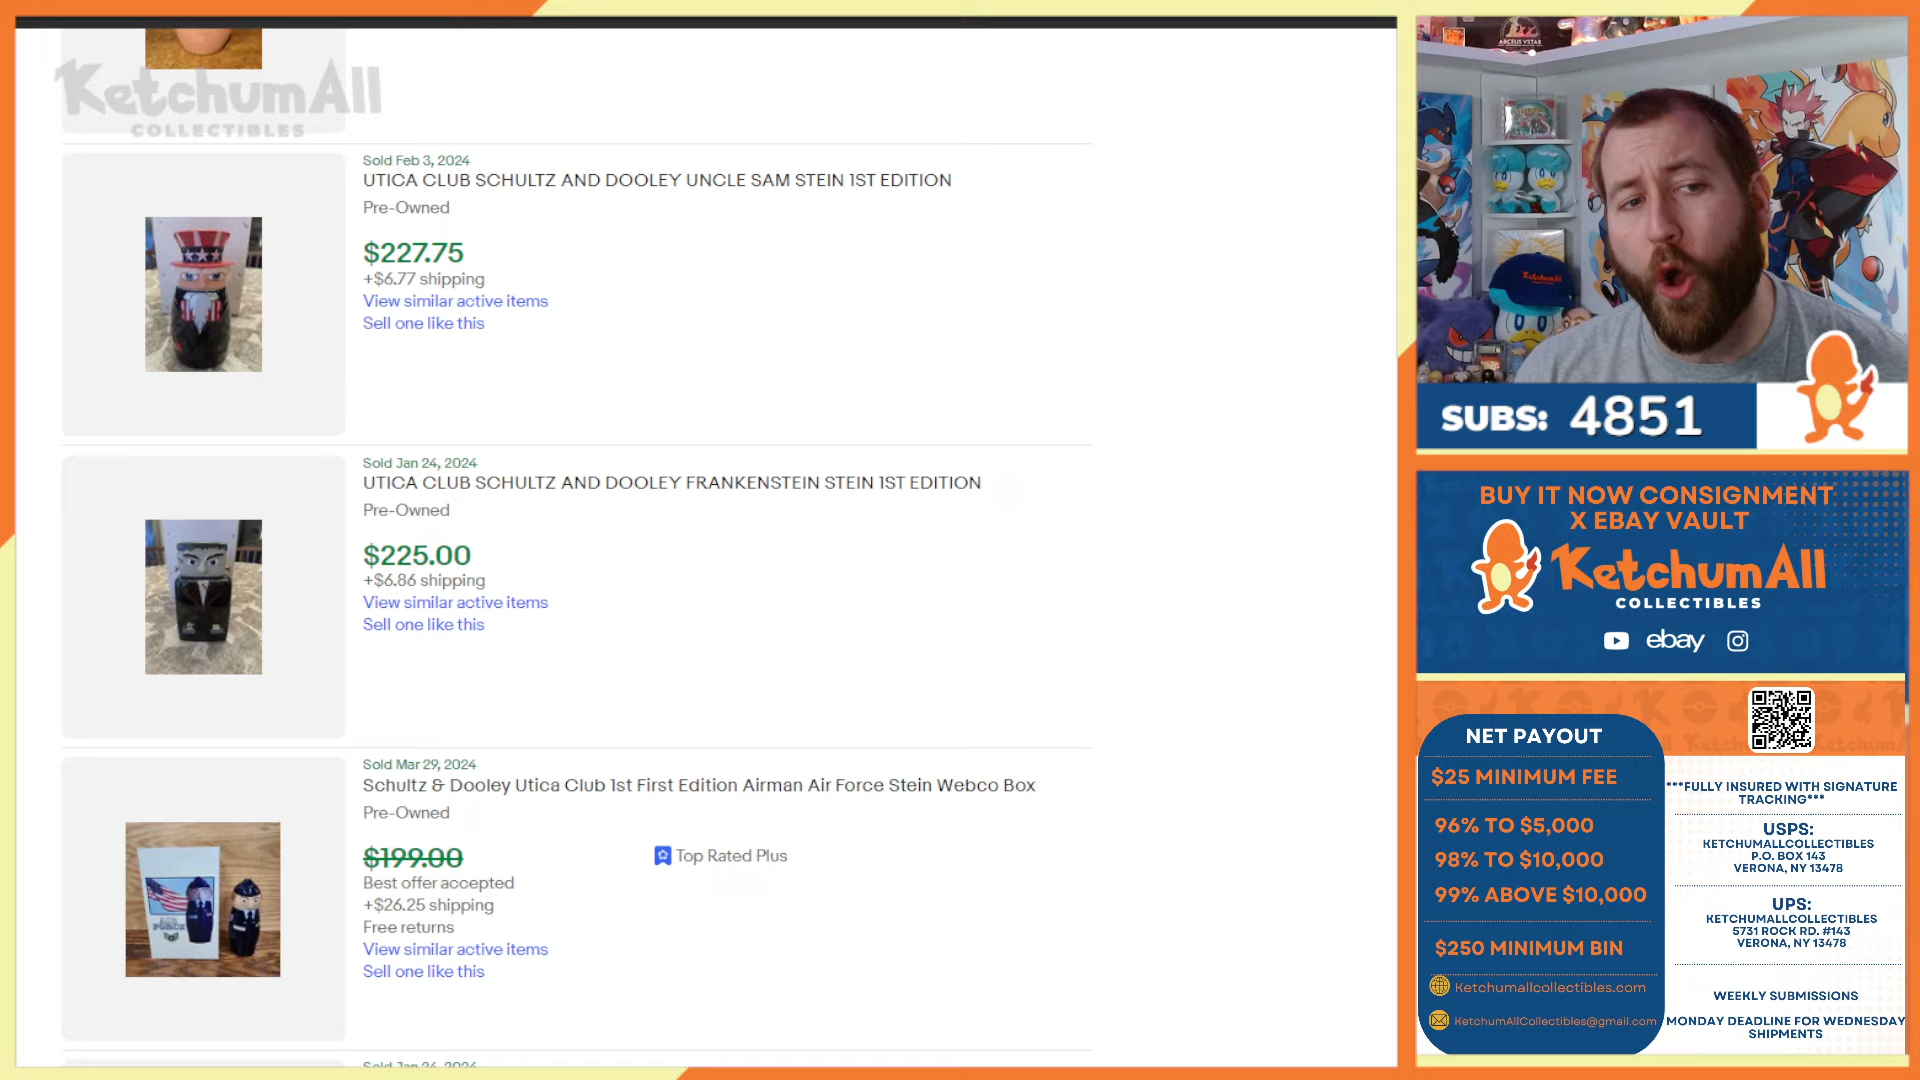 KetchumAll
COLLECTIBLES
Sold Feb 3, 2024
UTICA CLUB SCHULTZ AND DOOLEY UNCLE SAM STEIN 1ST EDITION
Pre-Owned
$227.75
+$6.77 shipping
View similar active items
Sell one like this
Sold Jan 24, 2024
UTICA CLUB SCHULTZ AND DOOLEY FRANKENSTEIN STEIN 1ST EDITION
Pre-Owned
$225.00
+$6.86 shipping
View similar active items
Sell one like this
Sold Mar 29, 2024
Schultz & Dooley Utica Club 1st First Edition Airman Air Force Stein Webco Box
Pre-Owned
$199.00
Top Rated Plus
Best offer accepted
+$26.25 shipping
Free returns
View similar active items
Sell one like this
FORCE
ARCEUS VSTAR
KetchumAll
SUBS: 4851
BUY IT NOW CONSIGNMENT
X EBAY VAULT
KetchumAll
COLLECTIBLES
ebay
NET PAYOUT
$25 MINIMUM FEE
96% TO $5,000
98% TO $10,000
99% ABOVE $10,000
$250 MINIMUM BIN
Ketchumallcollectibles.com
KetchumAllCollectibles@gmail.com
***FULLY INSURED WITH SIGNATURE
TRACKING***
USPS:
KETCHUMALLCOLLECTIBLES
P.O. BOX 143
VERONA, NY 13478
UPS:
KETCHUMALLCOLLECTIBLES
5731 ROCK RD. #143
VERONA, NY 13478
WEEKLY SUBMISSIONS
MONDAY DEADLINE FOR WEDNESDAY
SHIPMENTS